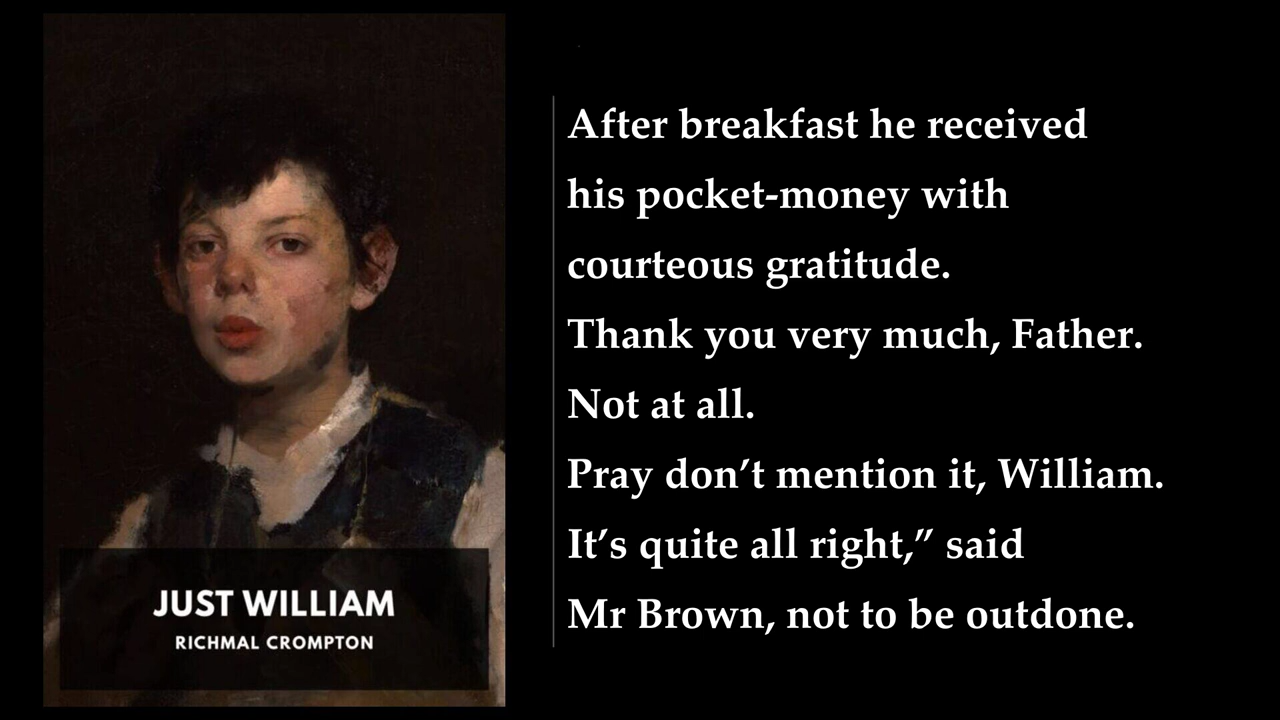 JUST WILLIAM
RICHMAL CROMPTON
After breakfast he received
his pocket-money with
courteous gratitude.
Thank you very much, Father.
Not at all.
Pray don’t mention it, William.
It’s quite all right,” said
Mr Brown, not to be outdone.